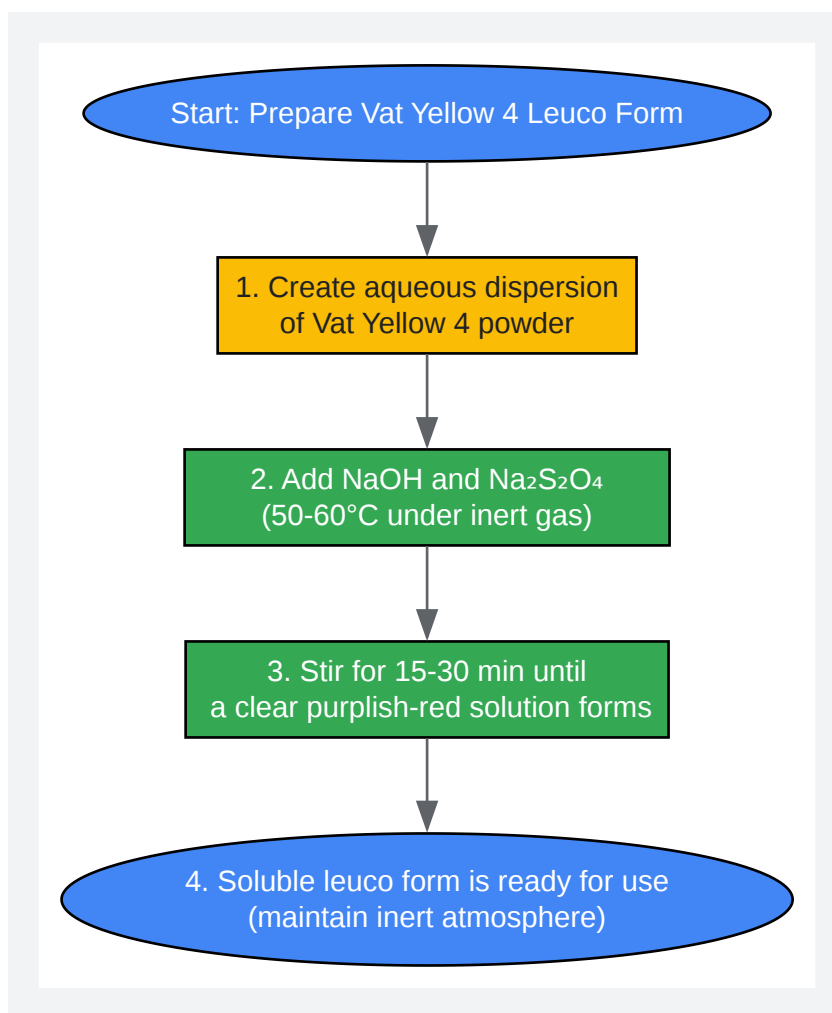 Start: Prepare Vat Yellow 4 Leuco Form
1. Create aqueous dispersion
of Vat Yellow 4 powder
2. Add NaOH and Na₂S₂O₄
(50-60°C under inert gas)
3. Stir for 15-30 min until
a clear purplish-red solution forms
4. Soluble leuco form is ready for use
(maintain inert atmosphere)